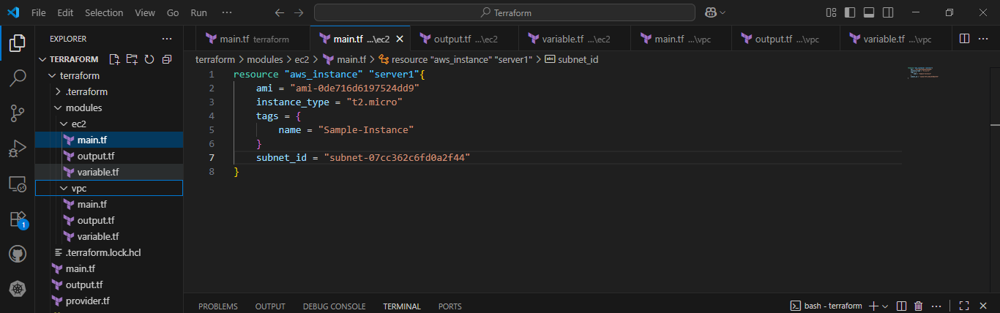 File Edit Selection View Go Run ··· Terraform
EXPLORER ···
main.tf terraform
main.tf ...\ec2
output.tf ...\ec2
variable.tf ...\ec2
main.tf ...\vpc
output.tf ...\vpc
variable.tf ...\vpc
TERRAFORM
terraform
.terraform
modules
ec2
main.tf
output.tf
variable.tf
vpc
main.tf
output.tf
variable.tf
.terraform.lock.hcl
main.tf
output.tf
provider.tf
1
terraform > modules > ec2 > main.tf > resource "aws_instance" "server1" > abc subnet_id
1 resource "aws_instance" "server1"{
2 ami = "ami-0de716d6197524dd9"
3 instance_type = "t2.micro"
4 tags = {
5 name = "Sample-Instance"
6 }
7 subnet_id = "subnet-07cc362c6fd0a2f44"
8 }
PROBLEMS OUTPUT DEBUG CONSOLE TERMINAL PORTS bash - terraform